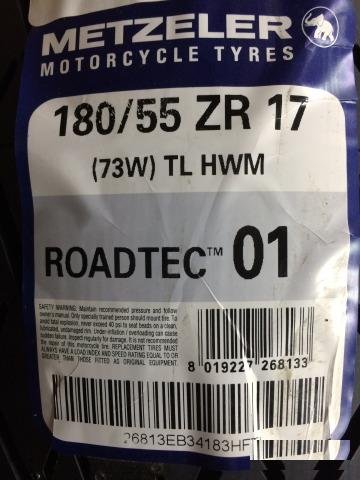 METZELER
MOTORCYCLE TYRES
180/55 ZR 17
(73W) TL HWM
ROADTEC™ 01
SAFETY WARNING: Maintain recommended pressure and follow
owner's manual. Only specially trained person should mount tire. To
avoid fatal explosion, never exceed 40 psi to seat beads on a clean,
lubricated, undamaged rim. Under inflation / overloading can cause
sudden failure. Inspect regularly for damage. It is not recommended
the repair of this motorcycle tire. REPLACEMENT TIRES MUST
ALWAYS HAVE A LOAD INDEX AND SPEED RATING EQUAL TO OR
GREATER THAN THOSE FITTED AS ORIGINAL EQUIPMENT.
8 019227 268133
26813EB34183HF